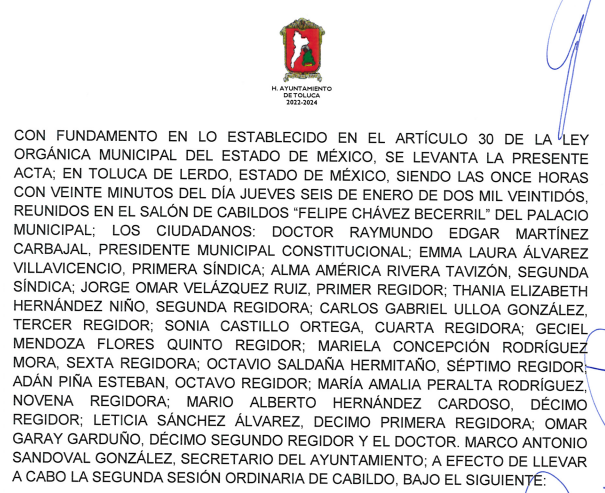 H. AYUNTAMIENTO
DE TOLUCA
2022-2024
CON FUNDAMENTO EN LO ESTABLECIDO EN EL ARTÍCULO 30 DE LA LEY
ORGÁNICA MUNICIPAL DEL ESTADO DE MÉXICO, SE LEVANTA LA PRESENTE
ACTA; EN TOLUCA DE LERDO, ESTADO DE MÉXICO, SIENDO LAS ONCE HORAS
CON VEINTE MINUTOS DEL DÍA JUEVES SEIS DE ENERO DE DOS MIL VEINTIDÓS,
REUNIDOS EN EL SALÓN DE CABILDOS “FELIPE CHÁVEZ BECERRIL” DEL PALACIO
MUNICIPAL; LOS CIUDADANOS: DOCTOR RAYMUNDO EDGAR MARTÍNEZ
CARBAJAL, PRESIDENTE MUNICIPAL CONSTITUCIONAL; EMMA LAURA ÁLVAREZ
VILLAVICENCIO, PRIMERA SÍNDICA; ALMA AMÉRICA RIVERA TAVIZÓN, SEGUNDA
SÍNDICA; JORGE OMAR VELÁZQUEZ RUIZ, PRIMER REGIDOR; THANIA ELIZABETH
HERNÁNDEZ NIÑO, SEGUNDA REGIDORA; CARLOS GABRIEL ULLOA GONZÁLEZ,
TERCER REGIDOR; SONIA CASTILLO ORTEGA, CUARTA REGIDORA; GECIEL
MENDOZA FLORES QUINTO REGIDOR; MARIELA CONCEPCIÓN RODRÍGUEZ
MORA, SEXTA REGIDORA; OCTAVIO SALDAÑA HERMITAÑO, SÉPTIMO REGIDOR
ADÁN PIÑA ESTEBAN, OCTAVO REGIDOR; MARÍA AMALIA PERALTA RODRÍGUEZ,
NOVENA REGIDORA; MARIO ALBERTO HERNÁNDEZ CARDOSO, DÉCIMO
REGIDOR; LETICIA SÁNCHEZ ÁLVAREZ, DECIMO PRIMERA REGIDORA; OMAR
GARAY GARDUÑO, DÉCIMO SEGUNDO REGIDOR Y EL DOCTOR. MARCO ANTONIO
SANDOVAL GONZÁLEZ, SECRETARIO DEL AYUNTAMIENTO; A EFECTO DE LLEVAR
A CABO LA SEGUNDA SESIÓN ORDINARIA DE CABILDO, BAJO EL SIGUIENTE: